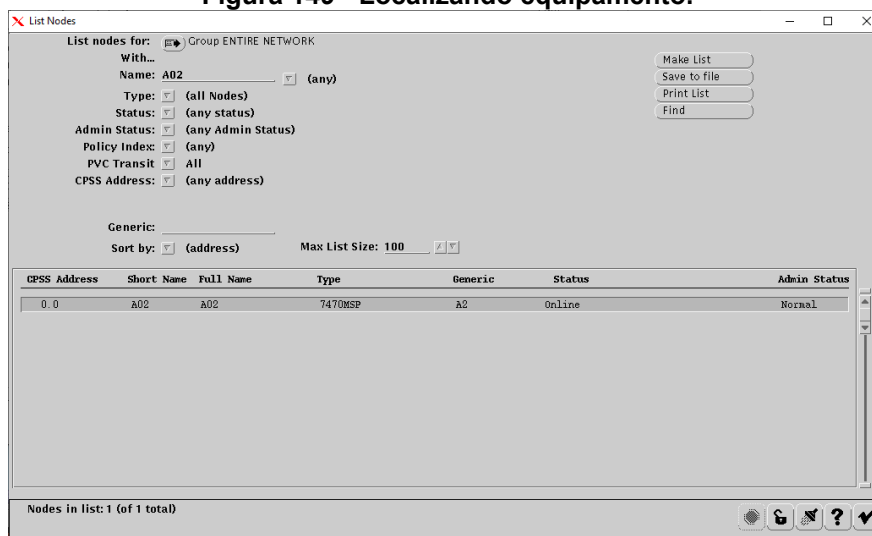 Figura 140 - Localizando equipamento.
List Nodes
List nodes for: Group ENTIRE NETWORK
With...
Name: A02 (any)
Type: (all Nodes)
Status: (any status)
Admin Status: (any Admin Status)
Policy Index: (any)
PVC Transit All
CPSS Address: (any address)
Make List
Save to file
Print List
Find
Generic:
Sort by: (address) Max List Size: 100
CPSS Address Short Name Full Name Type Generic Status Admin Status
0.0 A02 A02 7470MSP A2 Online Normal
Nodes in list: 1 (of 1 total)
?